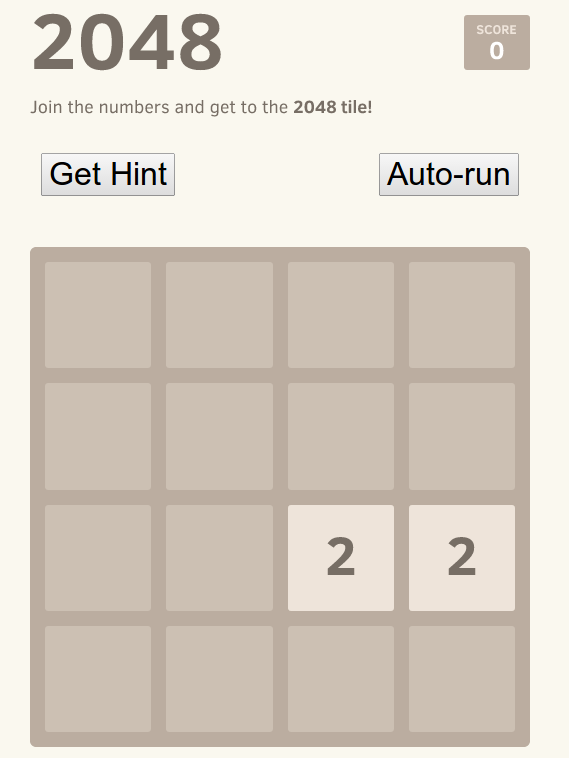 2048
SCORE
0
Join the numbers and get to the 2048 tile!
Get Hint
Auto-run
2 2